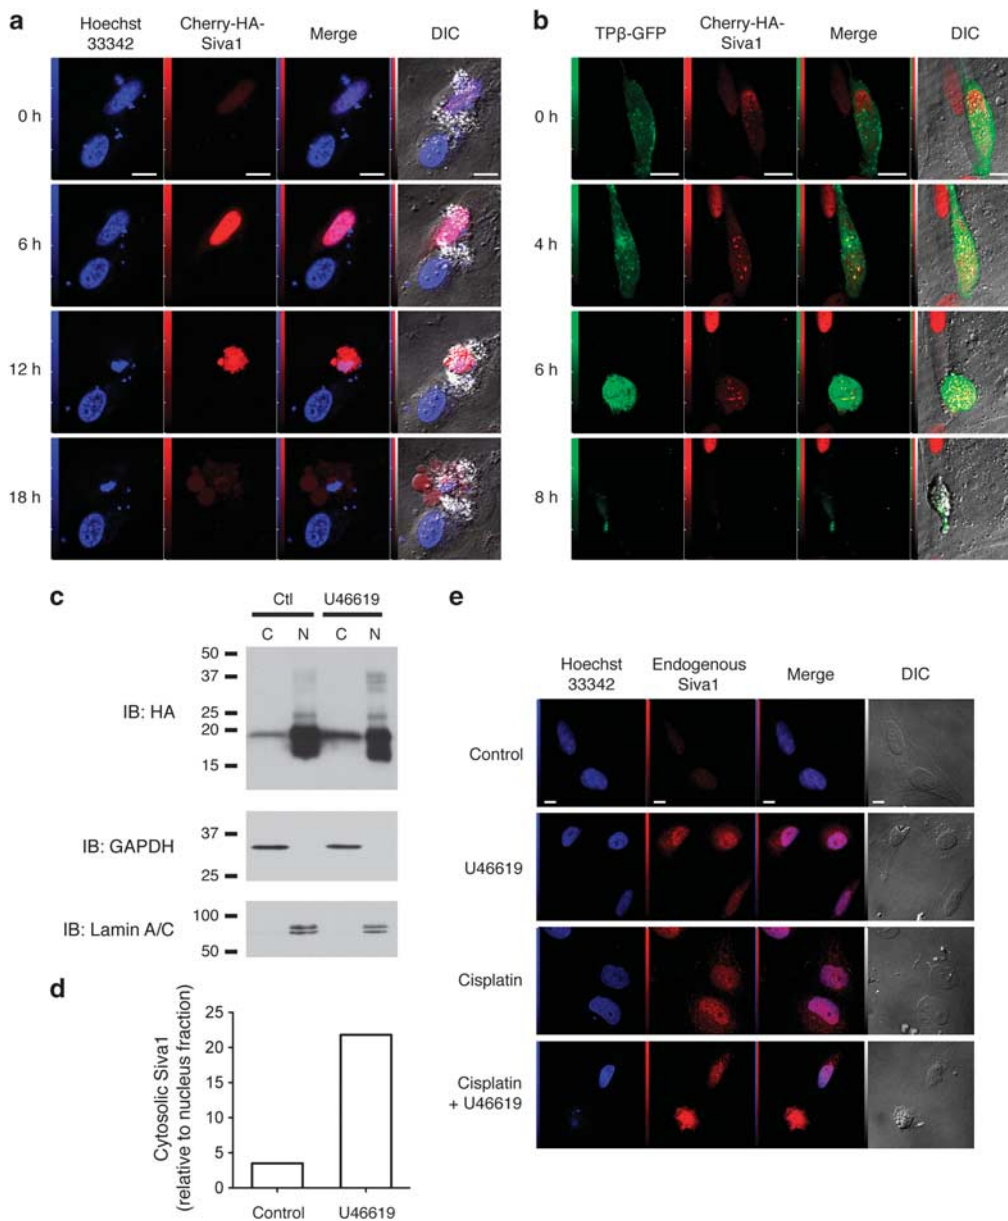 a
Hoechst 33342
Cherry-HA-Siva1
Merge
DIC
0 h
6 h
12 h
18 h
b
TPβ-GFP
Cherry-HA-Siva1
Merge
DIC
0 h
4 h
6 h
8 h
c
Ctl
U46619
C
N
C
N
50
37
25
20
15
IB: HA
37
25
IB: GAPDH
100
50
IB: Lamin A/C
d
25
20
15
10
5
0
Cytosolic Siva1
(relative to nucleus fraction)
Control
U46619
e
Hoechst 33342
Endogenous Siva1
Merge
DIC
Control
U46619
Cisplatin
Cisplatin
+ U46619